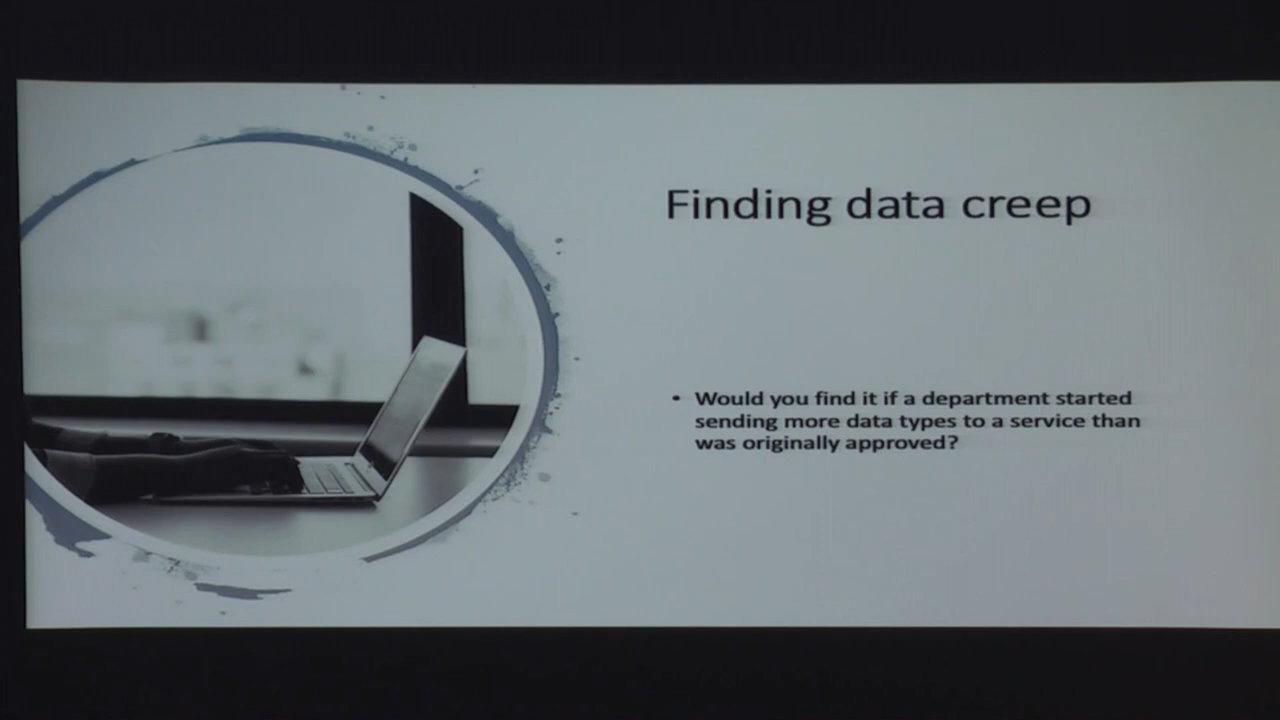 Finding data creep
• Would you find it if a department started
sending more data types to a service than
was originally approved?